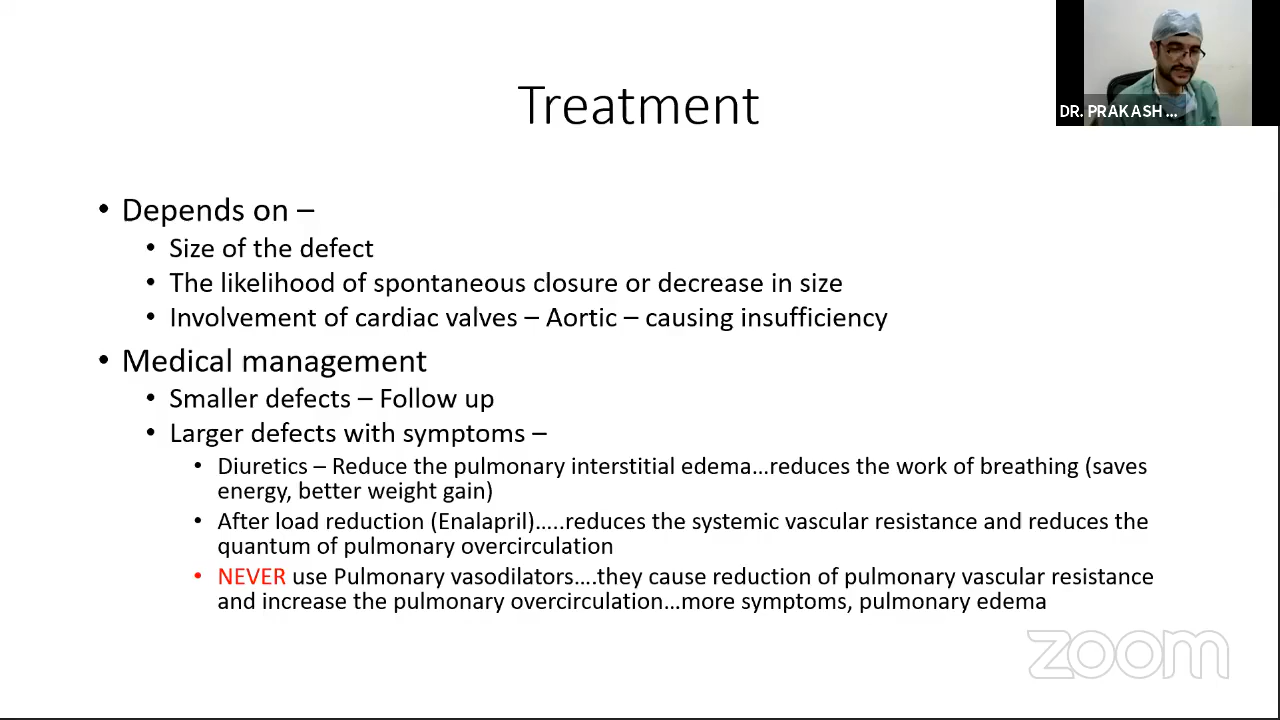 DR. PRAKASH ...
Treatment
• Depends on –
• Size of the defect
• The likelihood of spontaneous closure or decrease in size
• Involvement of cardiac valves – Aortic – causing insufficiency
• Medical management
• Smaller defects – Follow up
• Larger defects with symptoms –
• Diuretics – Reduce the pulmonary interstitial edema…reduces the work of breathing (saves
energy, better weight gain)
• After load reduction (Enalapril)…..reduces the systemic vascular resistance and reduces the
quantum of pulmonary overcirculation
• NEVER use Pulmonary vasodilators….they cause reduction of pulmonary vascular resistance
and increase the pulmonary overcirculation…more symptoms, pulmonary edema
zoom